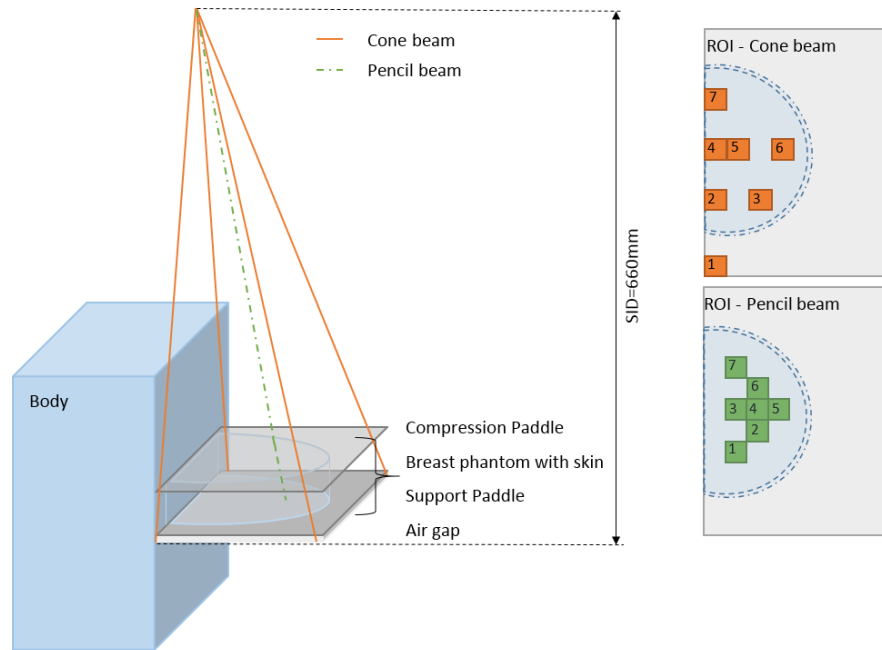 Cone beam
Pencil beam
SID=660mm
Body
Compression Paddle
Breast phantom with skin
Support Paddle
Air gap
ROI - Cone beam
7
4 5 6
2 3
1
ROI - Pencil beam
7
6
3 4 5
2
1